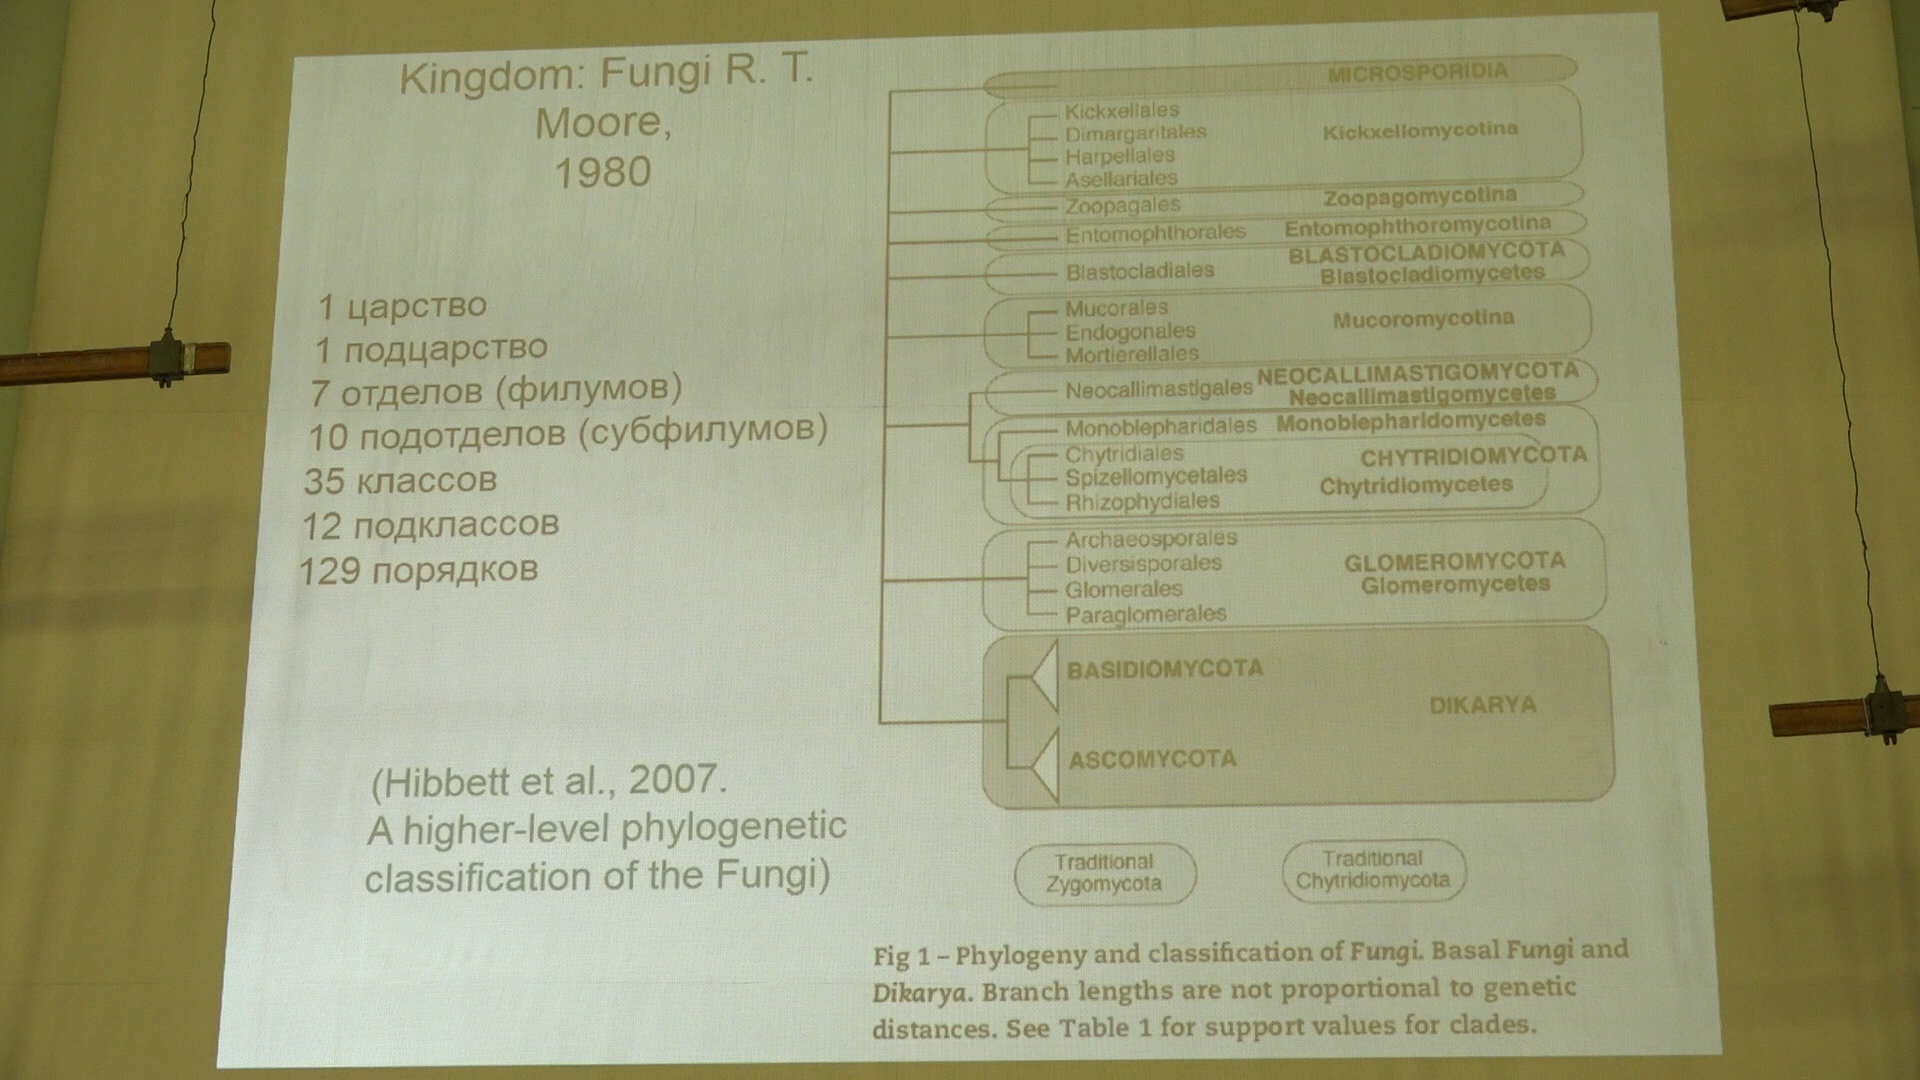 Kingdom: Fungi R. T.
Moore,
1980
1 царство
1 подцарство
7 отделов (филумов)
10 подотделов (субфилумов)
35 классов
12 подклассов
129 порядков
(Hibbett et al., 2007.
A higher-level phylogenetic
classification of the Fungi)
MICROSPORIDIA
Kickxellales
Dimargaritales
Harpellales
Asellariales
Kickxellomycotina
Zoopagales
Zoopagomycotina
Entomophthorales
Entomophthoromycotina
Blastocladiales
BLASTOCLADIOMYCOTA
Blastocladiomycetes
Mucorales
Endogonales
Mortierellales
Mucoromycotina
Neocallimastigales
NEOCALLIMASTIGOMYCOTA
Neocallimastigomycetes
Monoblepharidales
Monoblepharidomycetes
Chytridiales
Spizellomycetales
Rhizophydiales
CHYTRIDIOMYCOTA
Chytridiomycetes
Archaeosporales
Diversisporales
Glomerales
Paraglomerales
GLOMEROMYCOTA
Glomeromycetes
BASIDIOMYCOTA
ASCOMYCOTA
DIKARYA
Traditional
Zygomycota
Traditional
Chytridiomycota
Fig 1 – Phylogeny and classification of Fungi. Basal Fungi and
Dikarya. Branch lengths are not proportional to genetic
distances. See Table 1 for support values for clades.